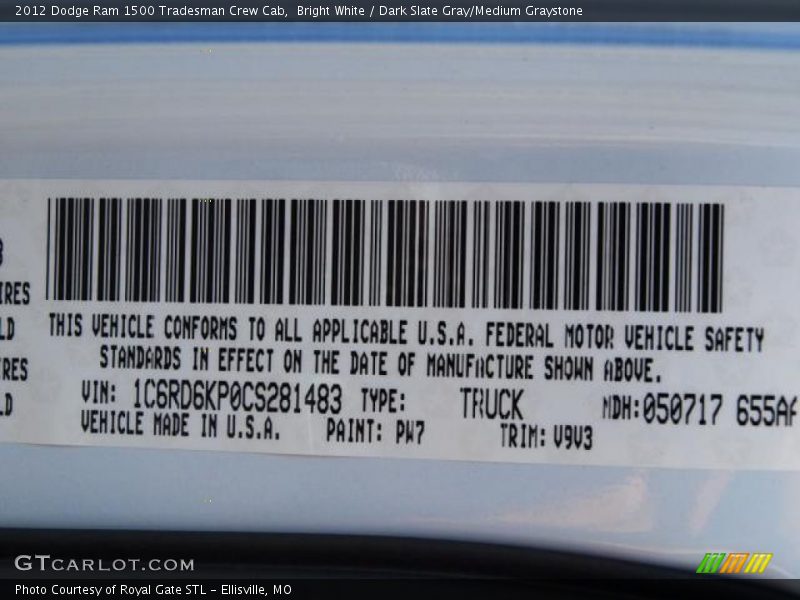 2012 Dodge Ram 1500 Tradesman Crew Cab,  Bright White / Dark Slate Gray/Medium Graystone
IRES
LD
IRES
LD
THIS VEHICLE CONFORMS TO ALL APPLICABLE U.S.A. FEDERAL MOTOR VEHICLE SAFETY
STANDARDS IN EFFECT ON THE DATE OF MANUFACTURE SHOWN ABOVE.
VIN: 1C6RD6KP0CS281483 TYPE: TRUCK MDH:050717 655AA
VEHICLE MADE IN U.S.A. PAINT: PW7 TRIM: V9V3
GTCARLOT.COM
Photo Courtesy of Royal Gate STL – Ellisville, MO